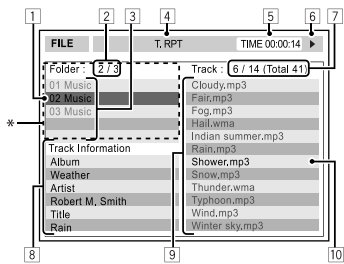 1 2 3 4 5 6 7
FILE T. RPT TIME 00:00:14
Folder : 2 / 3 Track : 6 / 14 (Total 41)
01 Music
02 Music
03 Music
*
Track Information
Album
Weather
Artist
Robert M. Smith
Title
Rain
Cloudy.mp3
Fair.mp3
Fog.mp3
Hail.wma
Indian summer.mp3
Rain.mp3
Shower.mp3
Snow.mp3
Thunder.wma
Typhoon.mp3
Wind.mp3
Winter sky.mp3
8 9 10